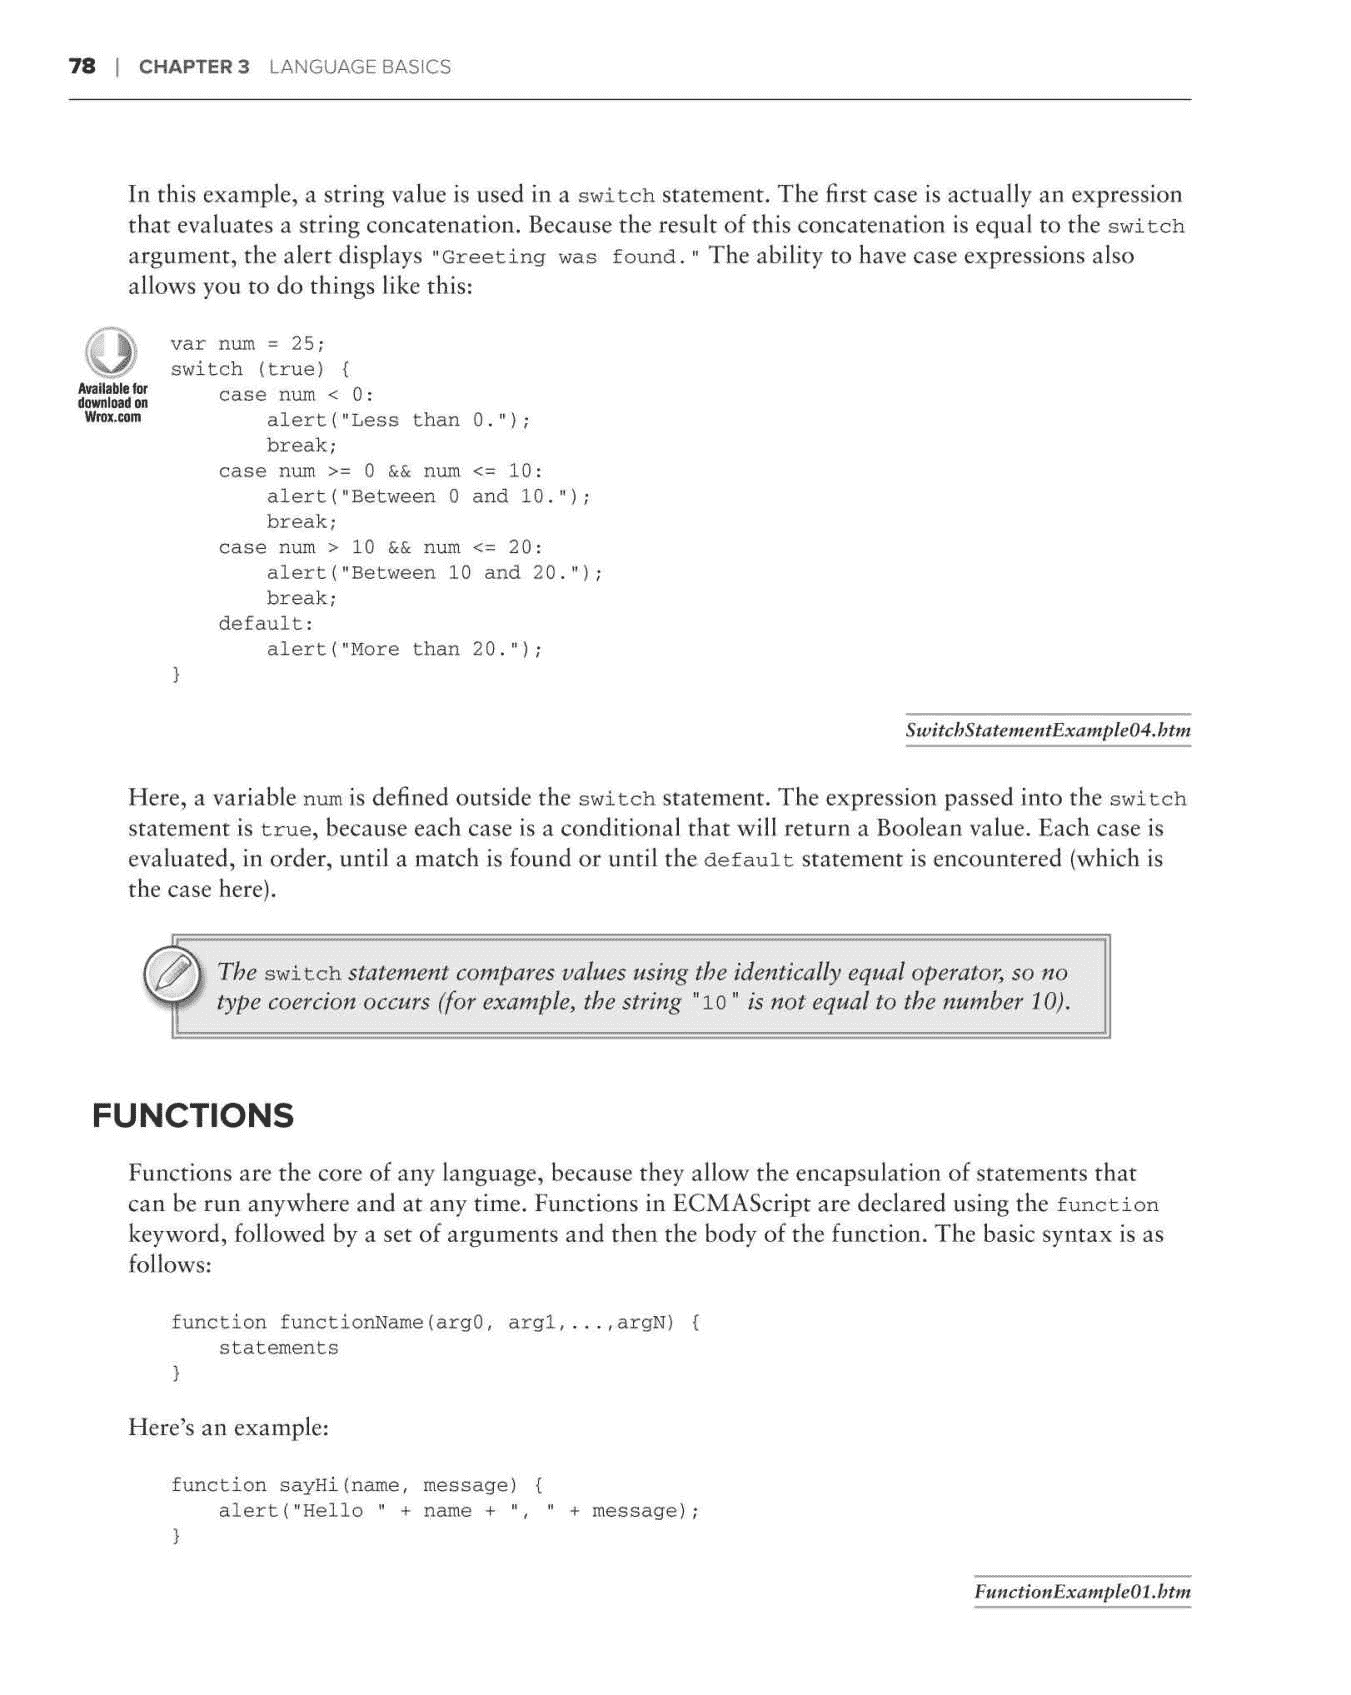 78 | CHAPTER 3 LANGUAGE BASICS
In this example, a string value is used in a switch statement. The first case is actually an expression
that evaluates a string concatenation. Because the result of this concatenation is equal to the switch
argument, the alert displays "Greeting was found." The ability to have case expressions also
allows you to do things like this:
Available for
download on
Wrox.com
var num = 25;
switch (true) {
    case num < 0:
        alert("Less than 0.");
        break;
    case num >= 0 && num <= 10:
        alert("Between 0 and 10.");
        break;
    case num > 10 && num <= 20:
        alert("Between 10 and 20.");
        break;
    default:
        alert("More than 20.");
}
SwitchStatementExample04.htm
Here, a variable num is defined outside the switch statement. The expression passed into the switch
statement is true, because each case is a conditional that will return a Boolean value. Each case is
evaluated, in order, until a match is found or until the default statement is encountered (which is
the case here).
The switch statement compares values using the identically equal operator, so no
type coercion occurs (for example, the string "10" is not equal to the number 10).
FUNCTIONS
Functions are the core of any language, because they allow the encapsulation of statements that
can be run anywhere and at any time. Functions in ECMAScript are declared using the function
keyword, followed by a set of arguments and then the body of the function. The basic syntax is as
follows:
function functionName(arg0, arg1,...,argN) {
    statements
}
Here's an example:
function sayHi(name, message) {
    alert("Hello " + name + ", " + message);
}
FunctionExample01.htm